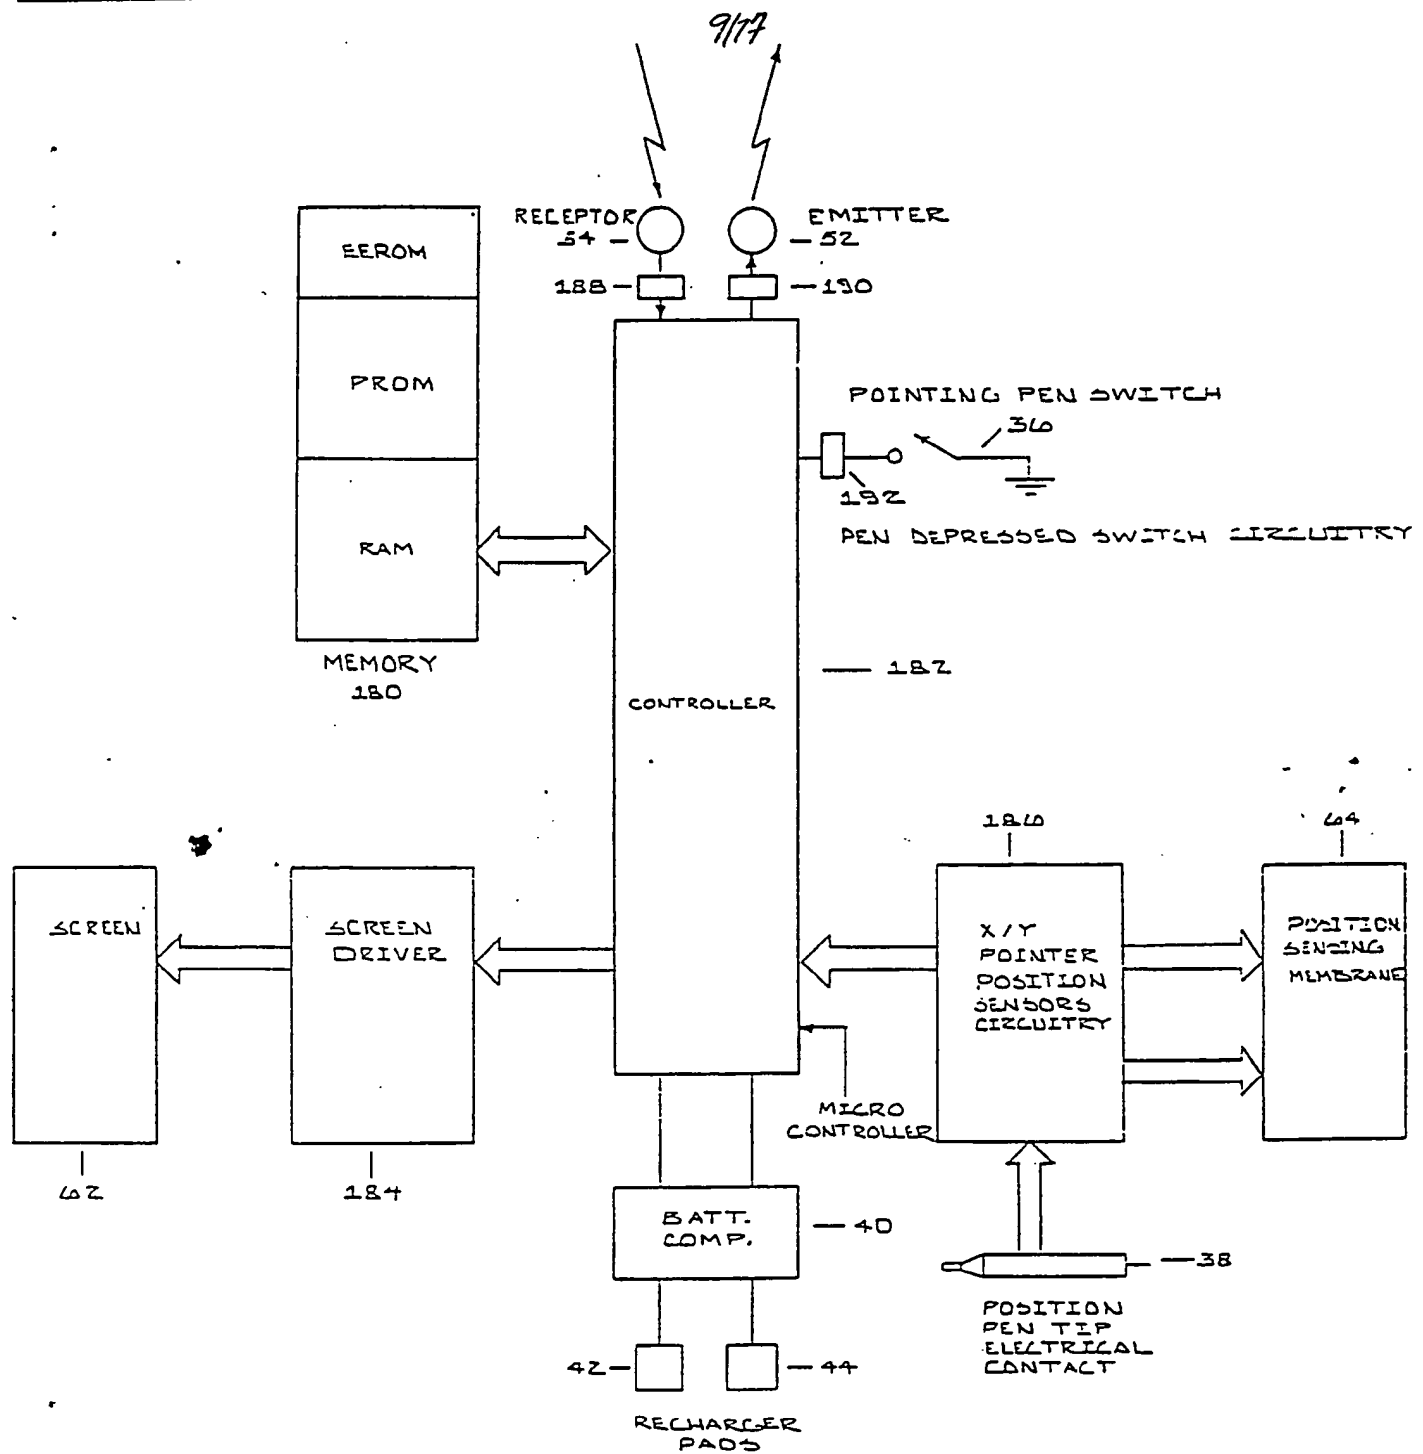 9/17
RECEPTOR
54
EMITTER
52
188
190
EEROM
PROM
RAM
MEMORY
180
POINTING PEN SWITCH
36
192
PEN DEPRESSED SWITCH CIRCUITRY
182
CONTROLLER
186
64
SCREEN
SCREEN
DRIVER
X/Y
POINTER
POSITION
SENSORS
CIRCUITRY
POSITION
SENSING
MEMBRANE
MICRO
CONTROLLER
62
184
BATT.
COMP.
40
38
POSITION
PEN TIP
ELECTRICAL
CONTACT
42
44
RECHARGER
PADS